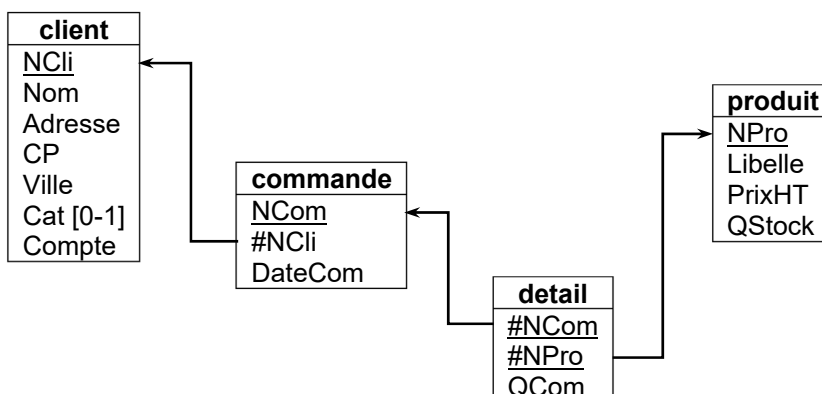 client
NCli
Nom
Adresse
CP
Ville
Cat [0-1]
Compte
commande
NCom
#NCli
DateCom
detail
#NCom
#NPro
QCom
produit
NPro
Libelle
PrixHT
QStock